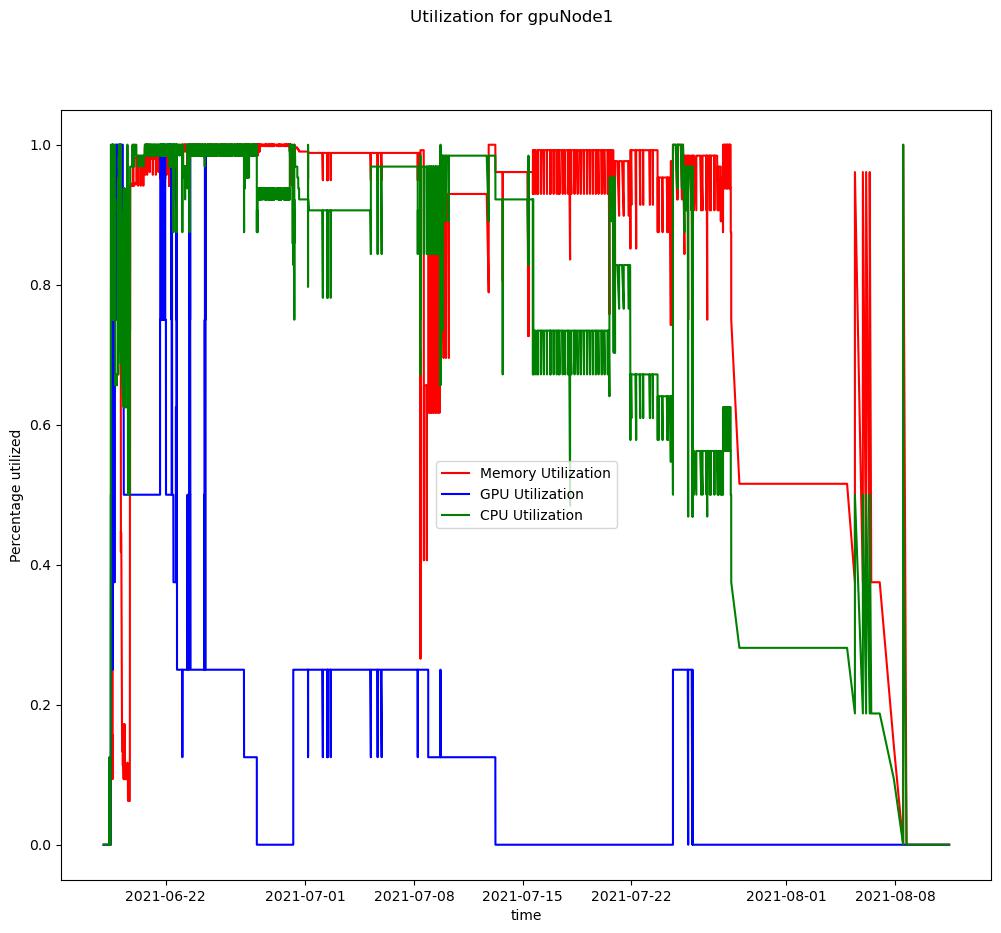 Utilization for gpuNode1
Percentage utilized
1.0
0.8
0.6
0.4
0.2
0.0
Memory Utilization
GPU Utilization
CPU Utilization
2021-06-22
2021-07-01
2021-07-08
2021-07-15
2021-07-22
2021-08-01
2021-08-08
time